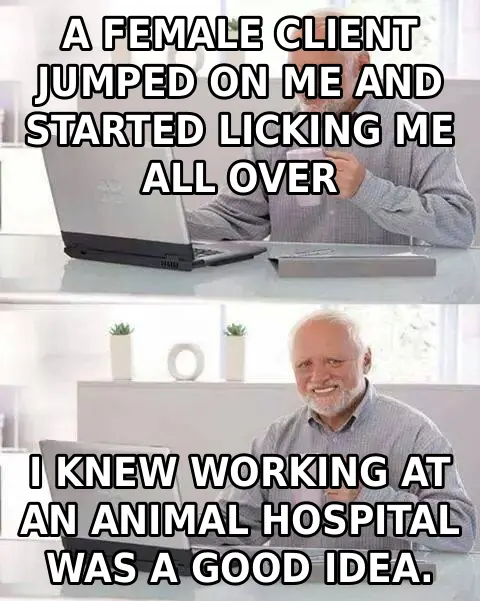 A FEMALE CLIENT
JUMPED ON ME AND
STARTED LICKING ME
ALL OVER
I KNEW WORKING AT
AN ANIMAL HOSPITAL
WAS A GOOD IDEA.